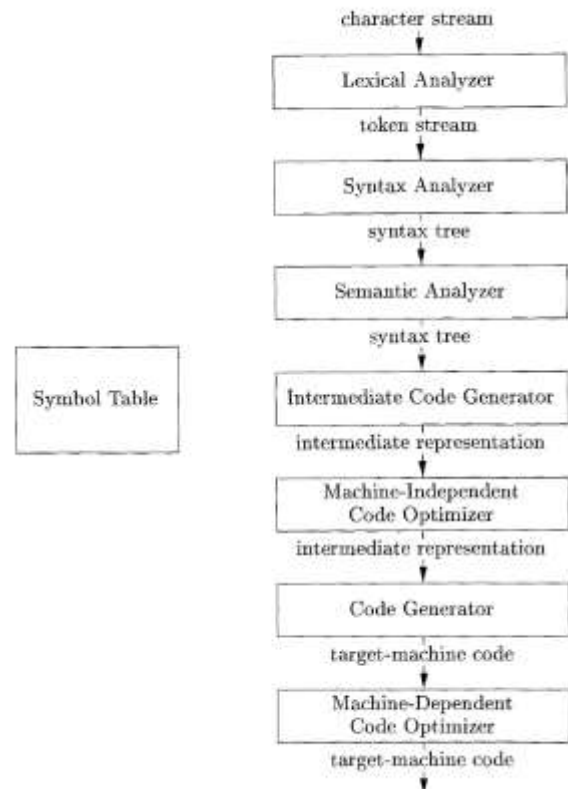 character stream
Lexical Analyzer
token stream
Syntax Analyzer
syntax tree
Semantic Analyzer
syntax tree
Symbol Table
Intermediate Code Generator
intermediate representation
Machine-Independent
Code Optimizer
intermediate representation
Code Generator
target-machine code
Machine-Dependent
Code Optimizer
target-machine code